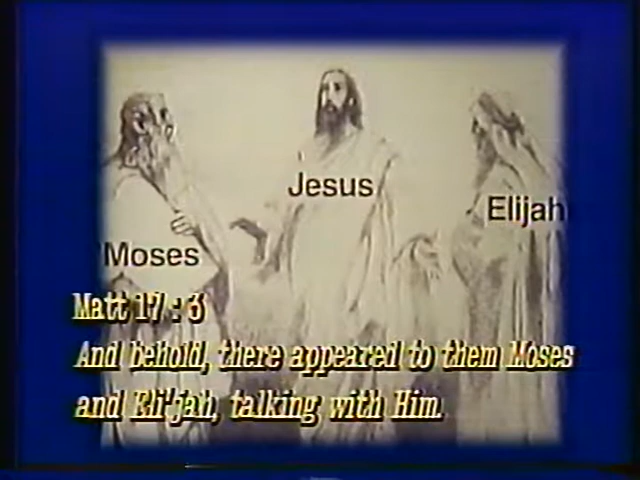 Jesus
Elijah
Moses
Matt 17 : 3
And behold, there appeared to them Moses
and Eli'jah, talking with Him.